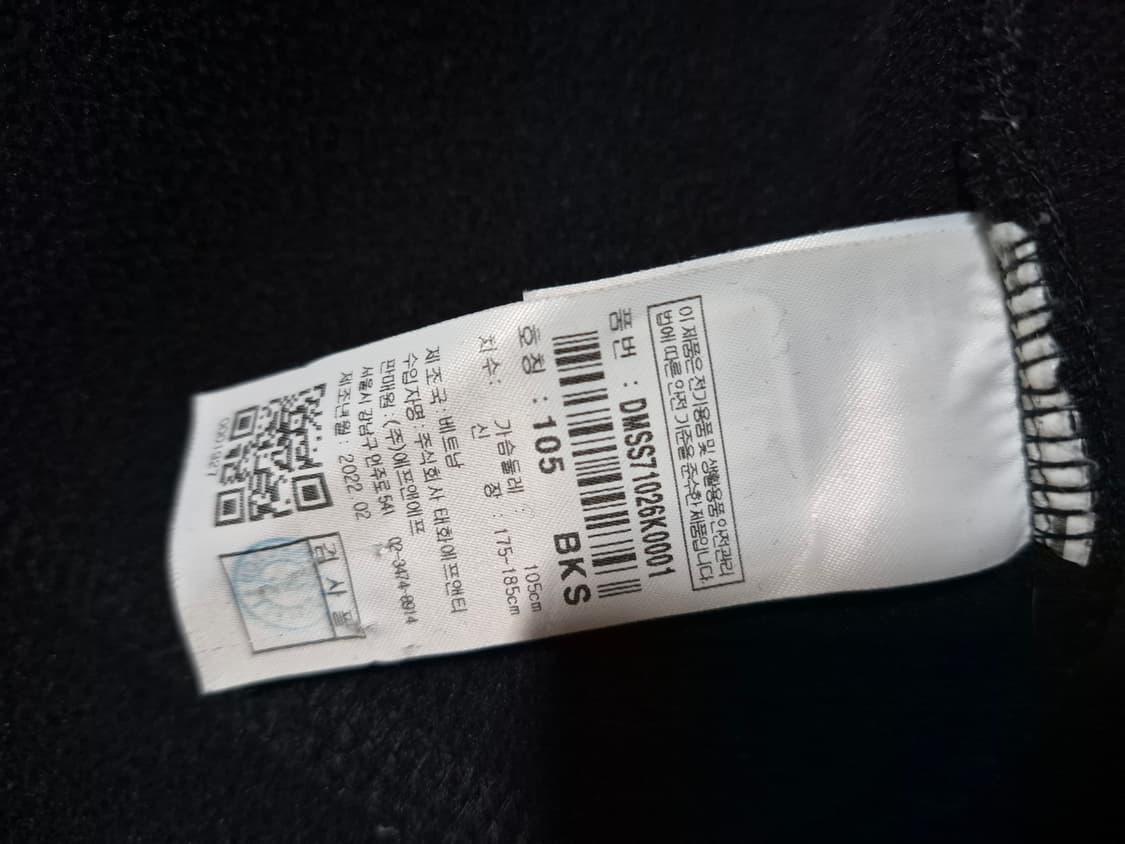 이 제품은 전기용품 및 생활용품 안전관리
법에 따른 안전 기준을 준수한 제품입니다.
품번 : DMSS71026K0001
호칭 : 105 BKS
치수: 가슴둘레 : 105cm
신 장 : 175-185cm
제조국 : 베트남
수입자명 : 주식회사 태화에프앤티
판매원 : (주)에프앤에프
서울시 강남구 언주로 541 02-3474-8014
제조년월 : 2022. 02
검사필
0001927